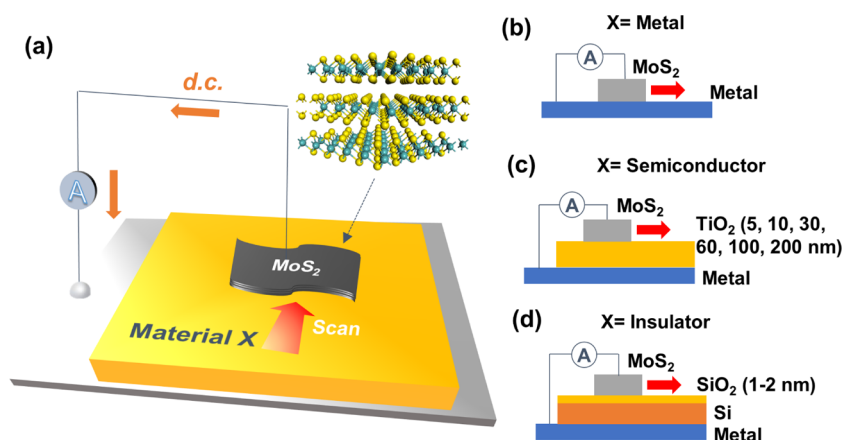 (a)
d.c.
A
MoS₂
Material X
Scan
(b)
X= Metal
A
MoS₂
Metal
(c)
X= Semiconductor
A
MoS₂
TiO₂ (5, 10, 30,
60, 100, 200 nm)
Metal
(d)
X= Insulator
A
MoS₂
SiO₂ (1-2 nm)
Si
Metal